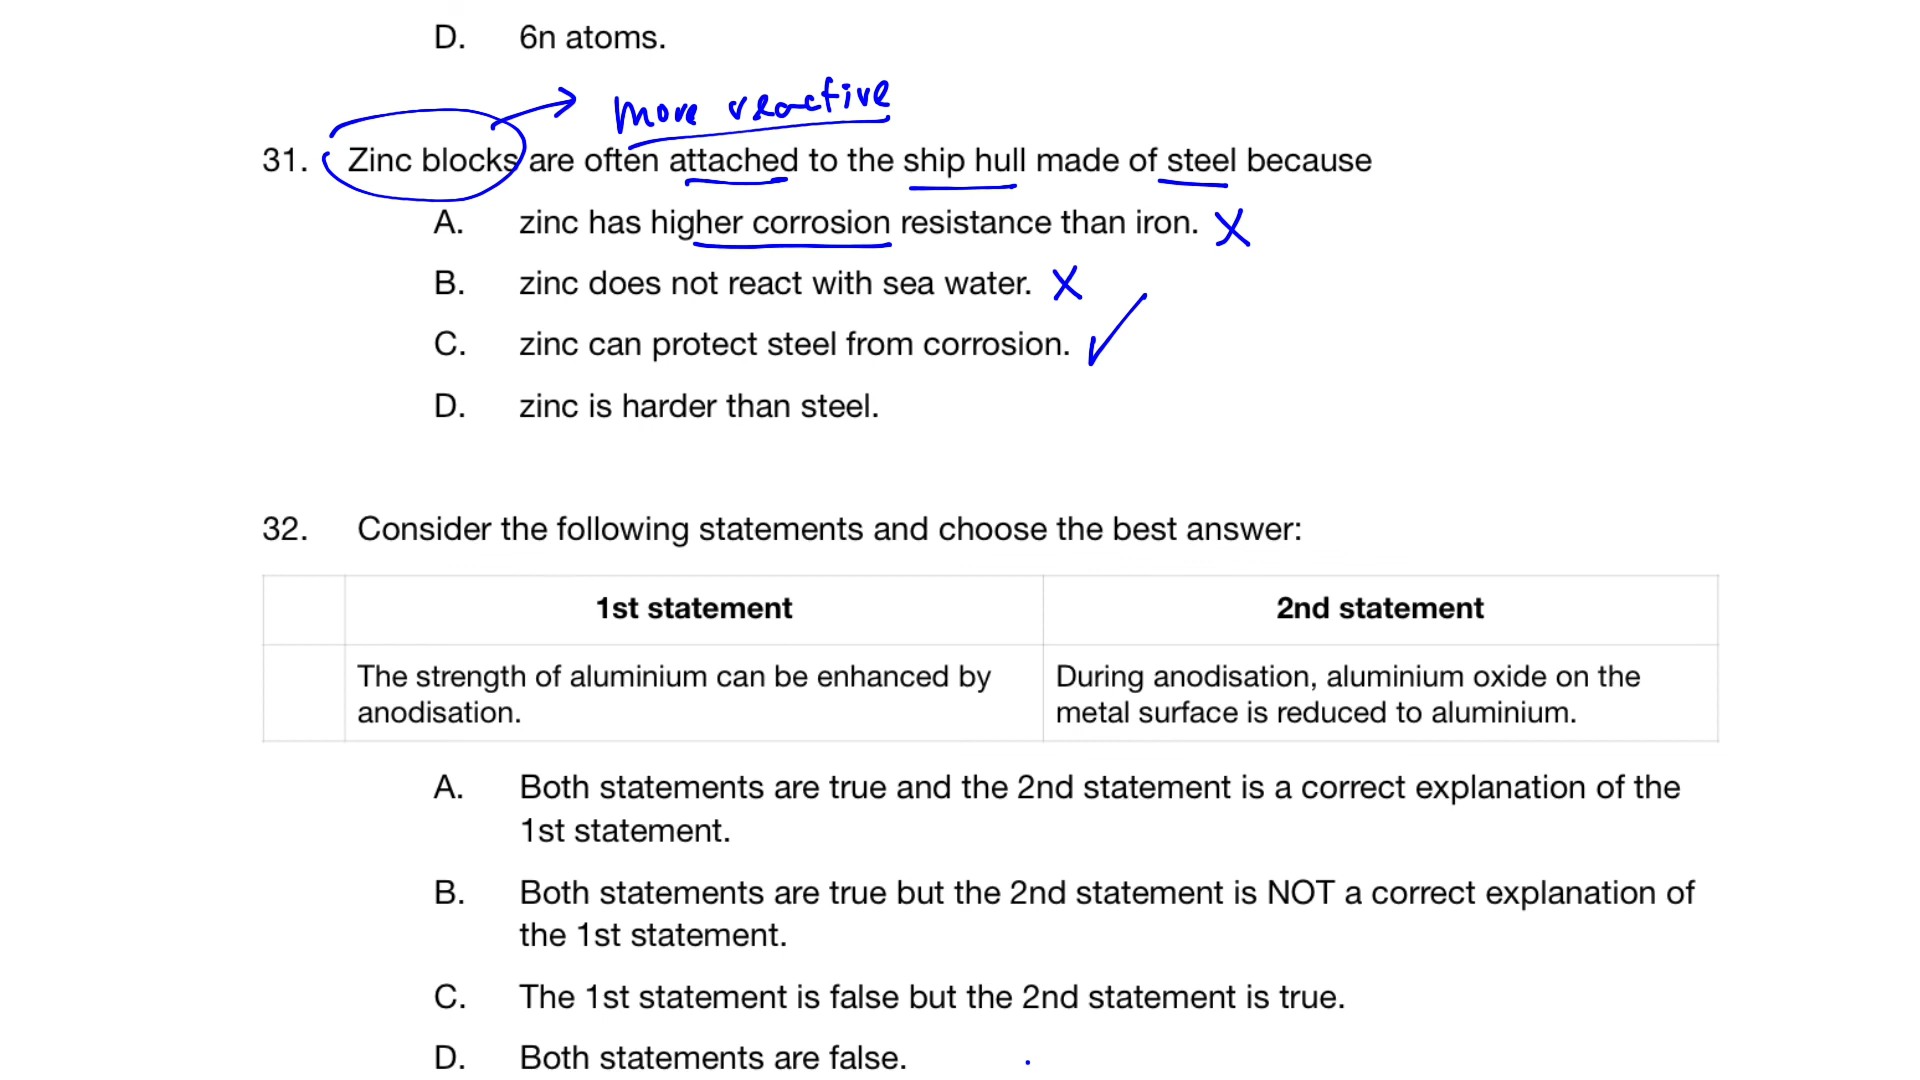 D. 6n atoms.
more reactive
31. Zinc blocks are often attached to the ship hull made of steel because
A. zinc has higher corrosion resistance than iron. X
B. zinc does not react with sea water. X
C. zinc can protect steel from corrosion. ✓
D. zinc is harder than steel.
32. Consider the following statements and choose the best answer:
1st statement 2nd statement
The strength of aluminium can be enhanced by
anodisation.
During anodisation, aluminium oxide on the
metal surface is reduced to aluminium.
A. Both statements are true and the 2nd statement is a correct explanation of the
1st statement.
B. Both statements are true but the 2nd statement is NOT a correct explanation of
the 1st statement.
C. The 1st statement is false but the 2nd statement is true.
D. Both statements are false.